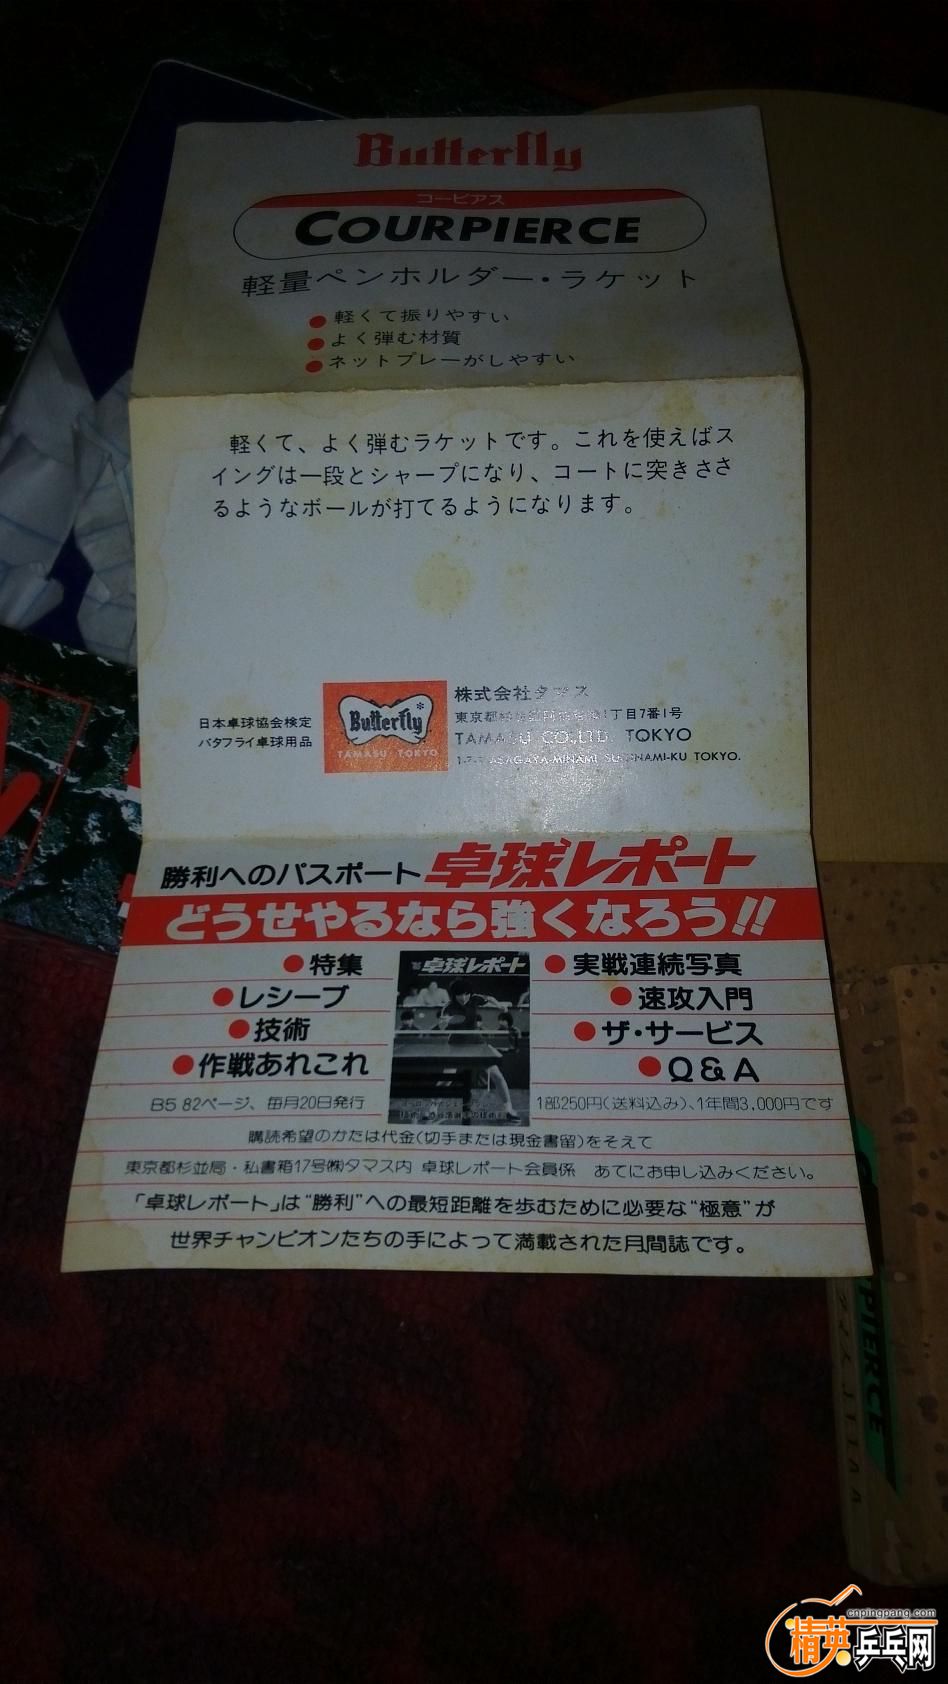 Butterfly
コーピアス
COURPIERCE
軽量ペンホルダー・ラケット
●軽くて振りやすい
●よく弾む材質
●ネットプレーがしやすい
軽くて、よく弾むラケットです。これを使えばス
イングは一段とシャープになり、コートに突きささ
るようなボールが打てるようになります。
日本卓球協会検定
バタフライ卓球用品
Butterfly
TAMASU・TOKYO
株式会社タマス
東京都 1丁目7番1号
TAMASU CO., LTD. TOKYO
ASAGAYA-MINAMI, SUGINAMI-KU TOKYO.
勝利へのパスポート 卓球レポート
どうせやるなら強くなろう!!
●特集
●レシーブ
●技術
●作戦あれこれ
卓球レポート
●実戦連続写真
●速攻入門
●ザ・サービス
●Q&A
B5 82ページ、毎月20日発行
1部250円(送料込み)、1年間3,000円です
購読希望のかたは代金(切手または現金書留)をそえて
東京都杉並局・私書箱17号㈱タマス内 卓球レポート会員係 あてにお申し込みください。
「卓球レポート」は“勝利”への最短距離を歩むために必要な“極意”が
世界チャンピオンたちの手によって満載された月間誌です。
PIERCE
cnpingpang.com
精英乒乓网